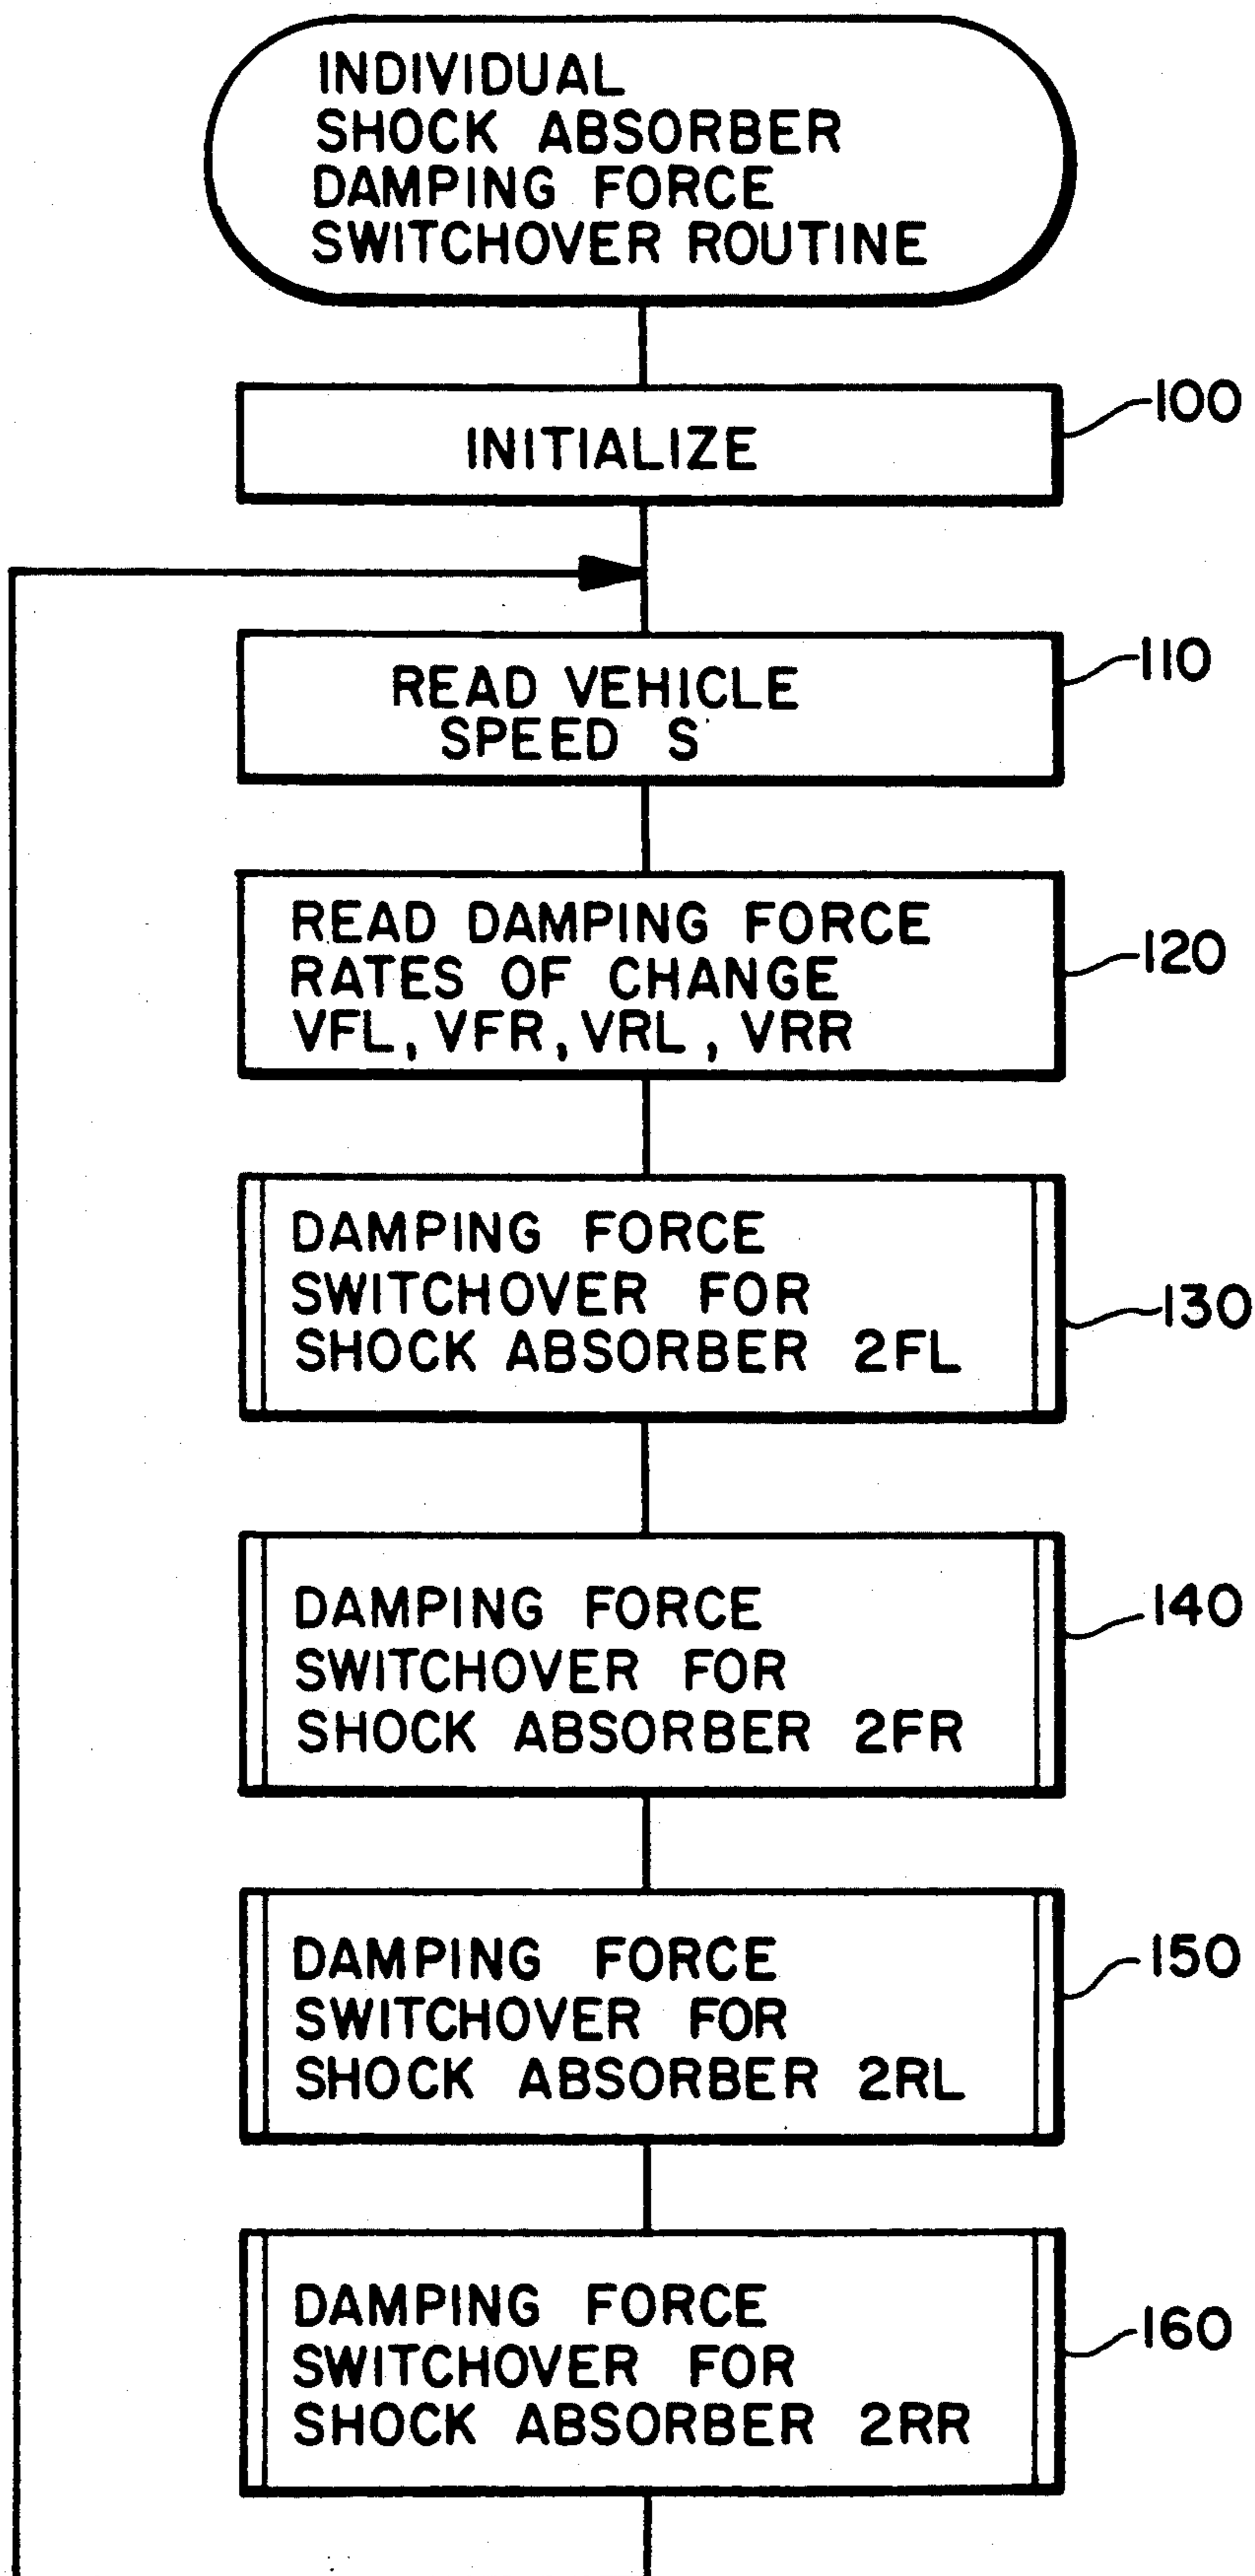 INDIVIDUAL
SHOCK ABSORBER
DAMPING FORCE
SWITCHOVER ROUTINE
INITIALIZE
100
READ VEHICLE
SPEED S
110
READ DAMPING FORCE
RATES OF CHANGE
VFL, VFR, VRL, VRR
120
DAMPING FORCE
SWITCHOVER FOR
SHOCK ABSORBER 2FL
130
DAMPING FORCE
SWITCHOVER FOR
SHOCK ABSORBER 2FR
140
DAMPING FORCE
SWITCHOVER FOR
SHOCK ABSORBER 2RL
150
DAMPING FORCE
SWITCHOVER FOR
SHOCK ABSORBER 2RR
160